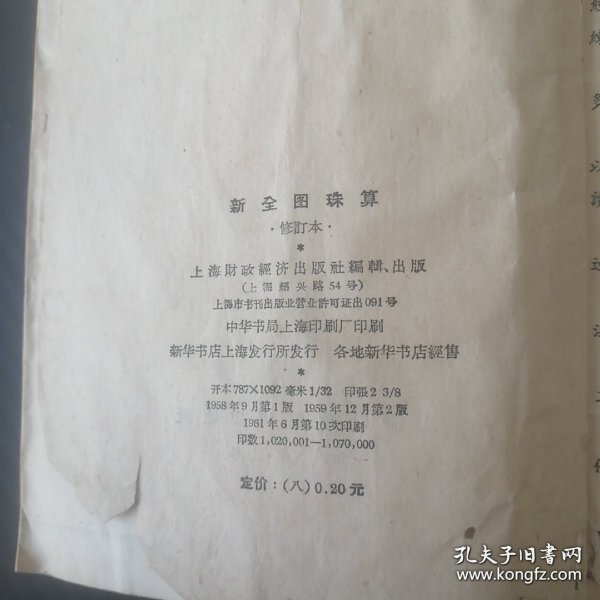 新全图珠算
·修訂本·
*
上海財政經济出版社編輯、出版
(上海紹兴路54号)
上海市书刊出版业营业許可证出091号
中华书局上海印刷厂印刷
新华书店上海发行所发行 各地新华书店經售
*
开本787×1092 毫米1/32 印張2 3/8
1958年9月第1版 1959年12月第2版
1961年6月第10次印刷
印数1,020,001—1,070,000
定价:(八)0.20元
孔夫子旧书网
www.kongfz.com